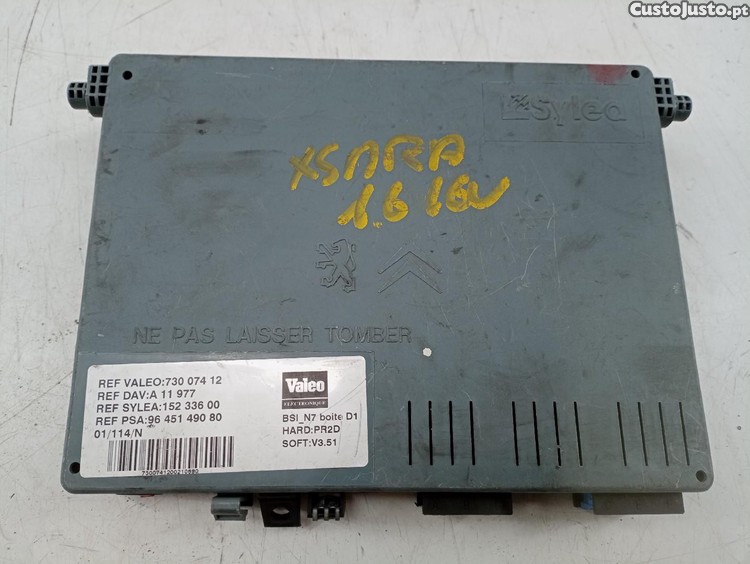 CustoJusto.pt
Sylea
XSARA
1.6 16V
NE PAS LAISSER TOMBER
REF VALEO:730 074 12
REF DAV:A 11 977
REF SYLEA:152 336 00
REF PSA:96 451 490 80
01/114/N
Valeo
ELECTRONIQUE
BSI_N7 boite D1
HARD:PR2D
SOFT:V3.51